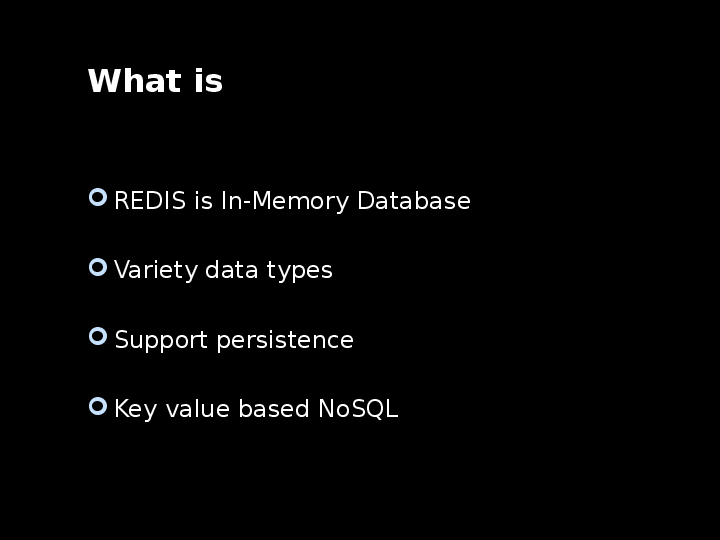 What is
REDIS is In-Memory Database
Variety data types
Support persistence
Key value based NoSQL